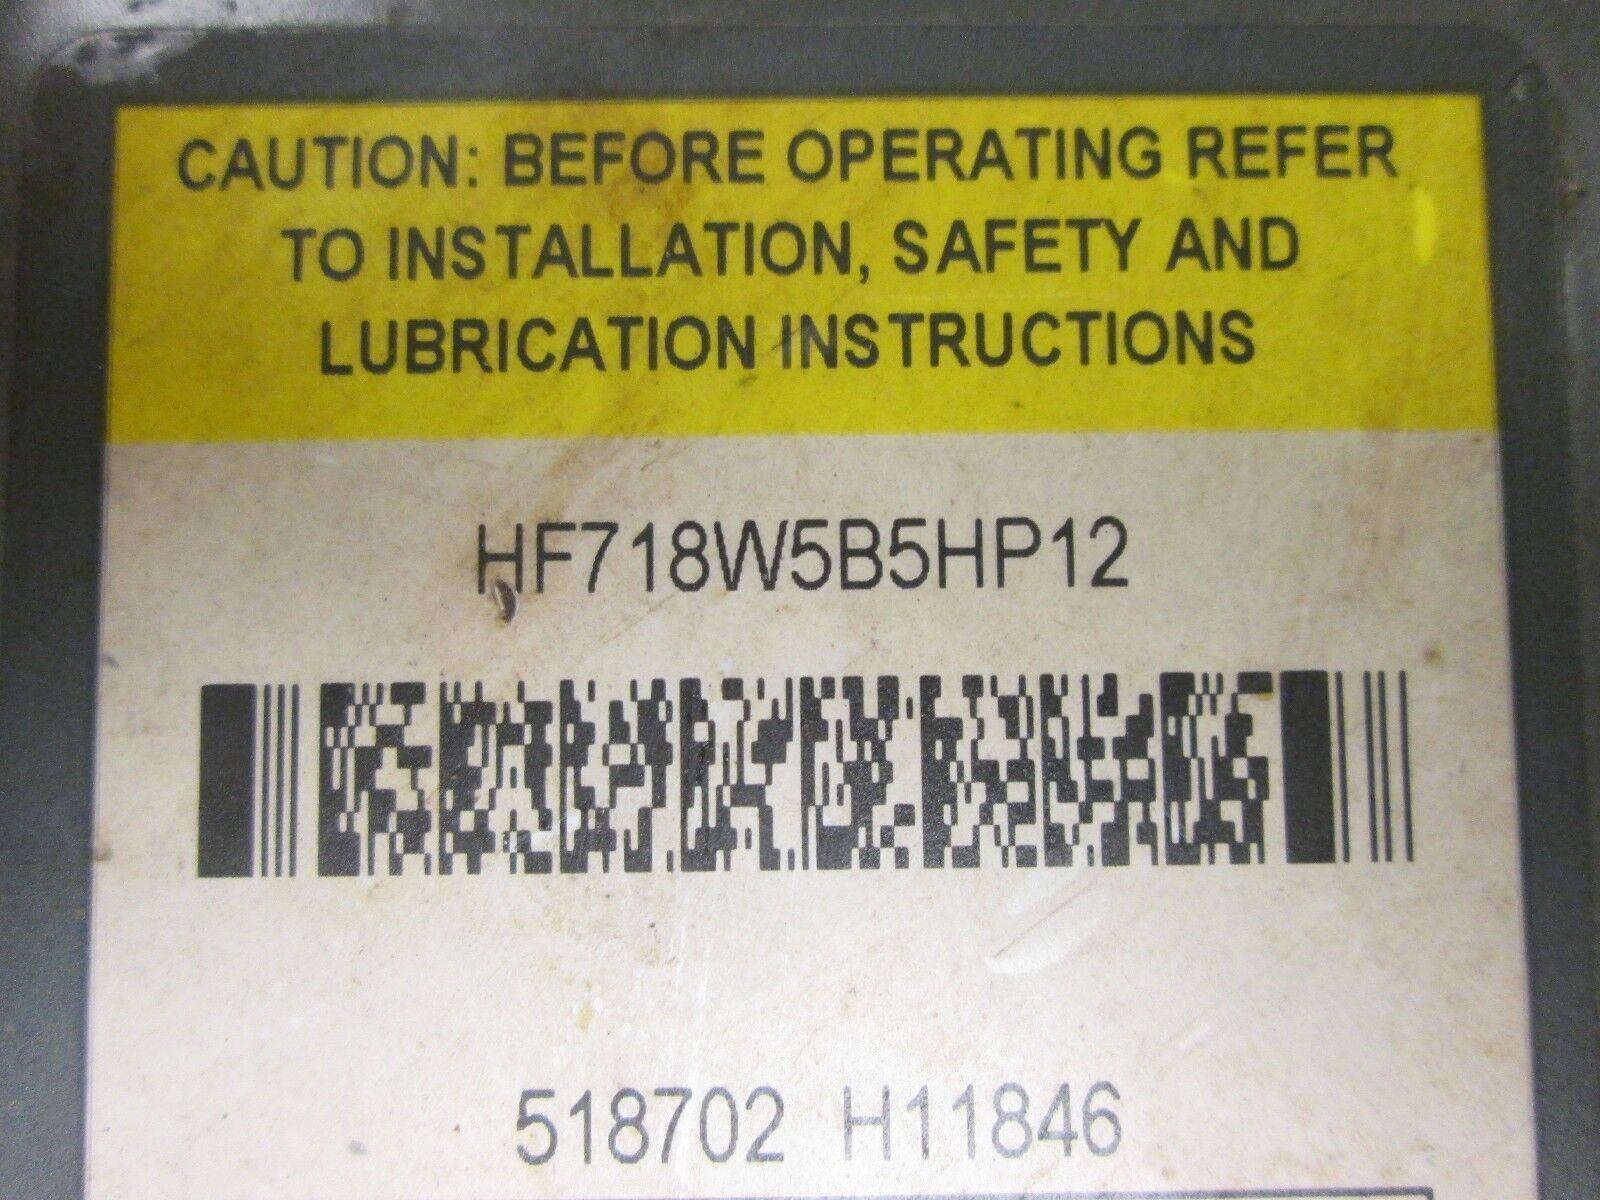 CAUTION: BEFORE OPERATING REFER
TO INSTALLATION, SAFETY AND
LUBRICATION INSTRUCTIONS
HF718W5B5HP12
518702 H11846